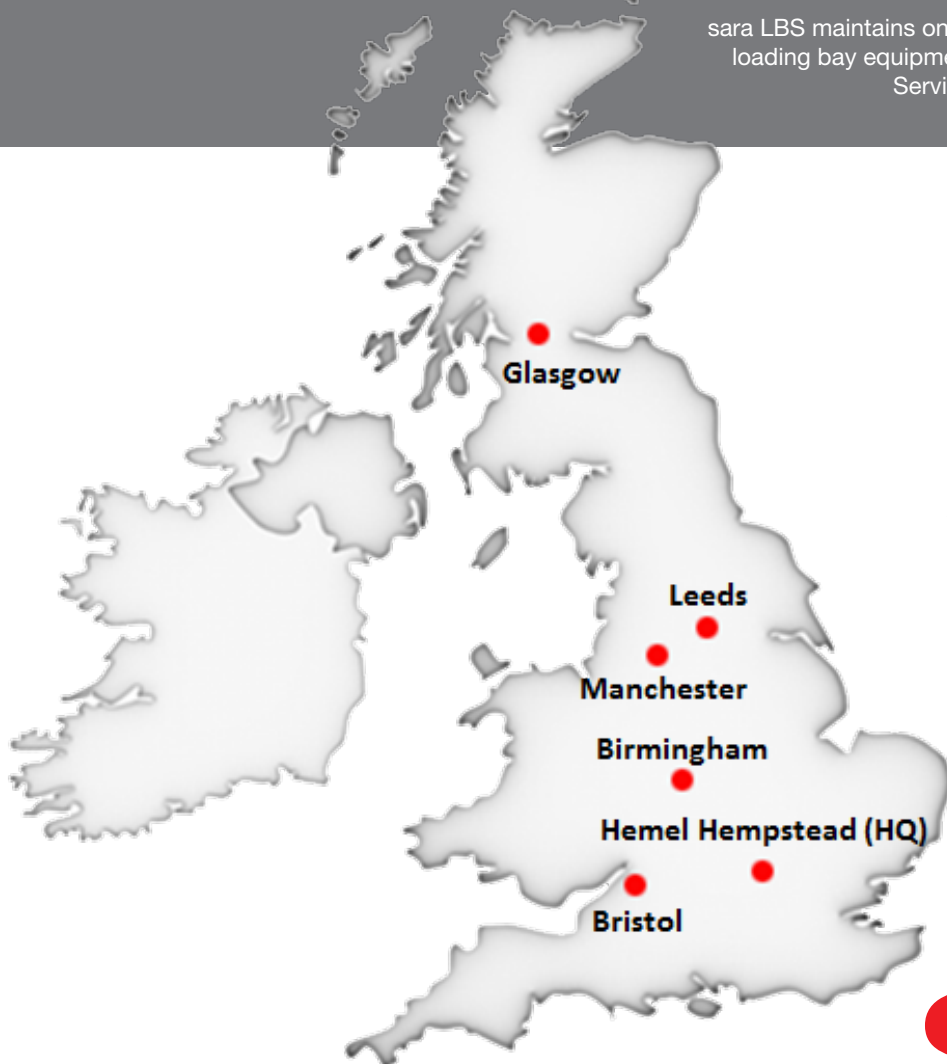 sara LBS maintains on
loading bay equipm
Servi
Glasgow
Leeds
Manchester
Birmingham
Hemel Hempstead (HQ)
Bristol